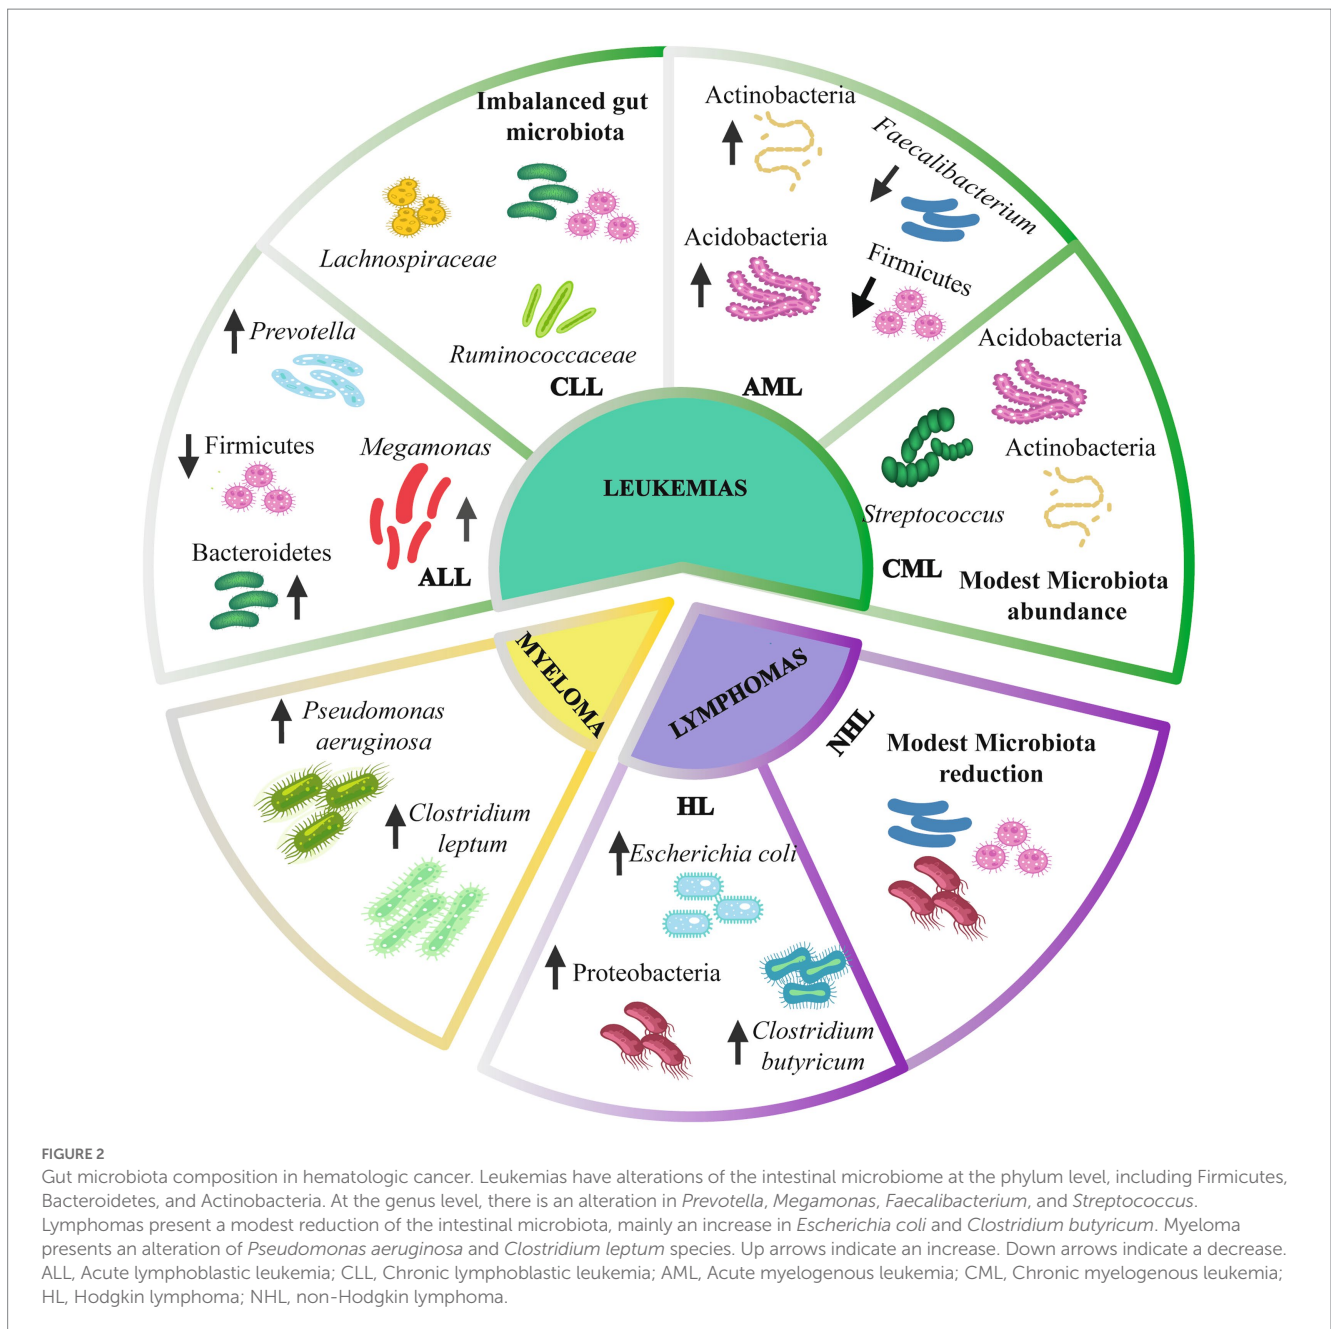 Imbalanced gut
microbiota
Lachnospiraceae
Ruminococcaceae
CLL
Actinobacteria
Faecalibacterium
Acidobacteria
Firmicutes
AML
Prevotella
Firmicutes
Megamonas
Bacteroidetes
ALL
LEUKEMIAS
Acidobacteria
Actinobacteria
Streptococcus
CML
Modest Microbiota
abundance
MYELOMA
Pseudomonas
aeruginosa
Clostridium
leptum
LYMPHOMAS
HL
Escherichia coli
Proteobacteria
Clostridium
butyricum
NHL
Modest Microbiota
reduction
FIGURE 2
Gut microbiota composition in hematologic cancer. Leukemias have alterations of the intestinal microbiome at the phylum level, including Firmicutes,
Bacteroidetes, and Actinobacteria. At the genus level, there is an alteration in Prevotella, Megamonas, Faecalibacterium, and Streptococcus.
Lymphomas present a modest reduction of the intestinal microbiota, mainly an increase in Escherichia coli and Clostridium butyricum. Myeloma
presents an alteration of Pseudomonas aeruginosa and Clostridium leptum species. Up arrows indicate an increase. Down arrows indicate a decrease.
ALL, Acute lymphoblastic leukemia; CLL, Chronic lymphoblastic leukemia; AML, Acute myelogenous leukemia; CML, Chronic myelogenous leukemia;
HL, Hodgkin lymphoma; NHL, non-Hodgkin lymphoma.